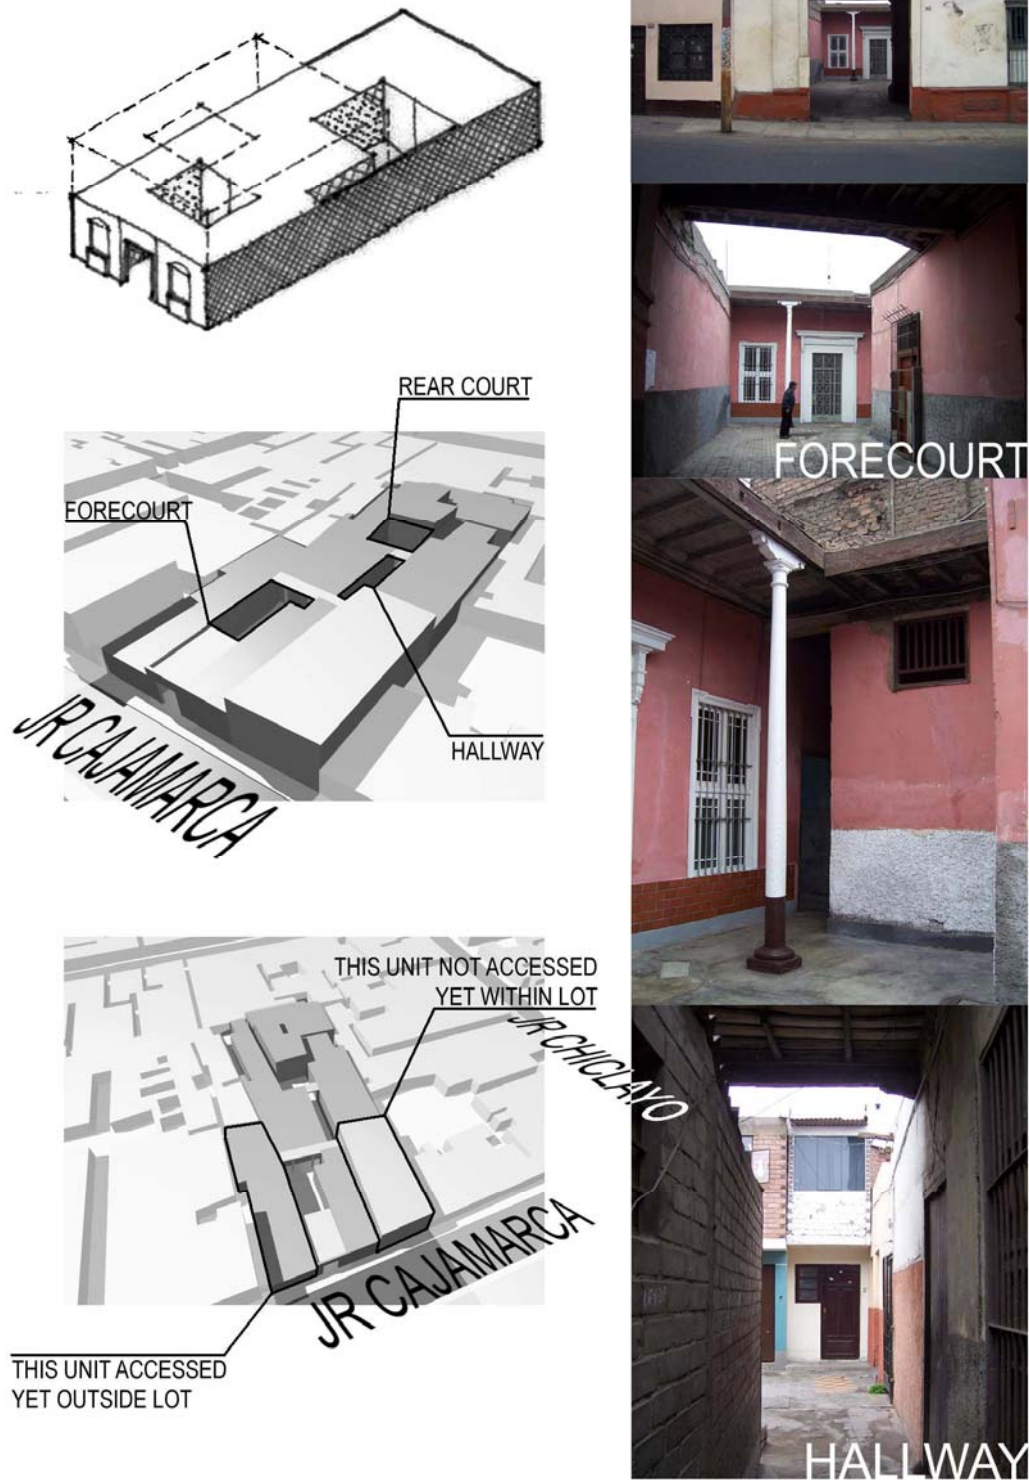 REAR COURT
FORECOURT
HALLWAY
JR CAJAMARCA
THIS UNIT NOT ACCESSED
YET WITHIN LOT
JR CHICLAYO
JR CAJAMARCA
THIS UNIT ACCESSED
YET OUTSIDE LOT
FORECOURT
HALLWAY